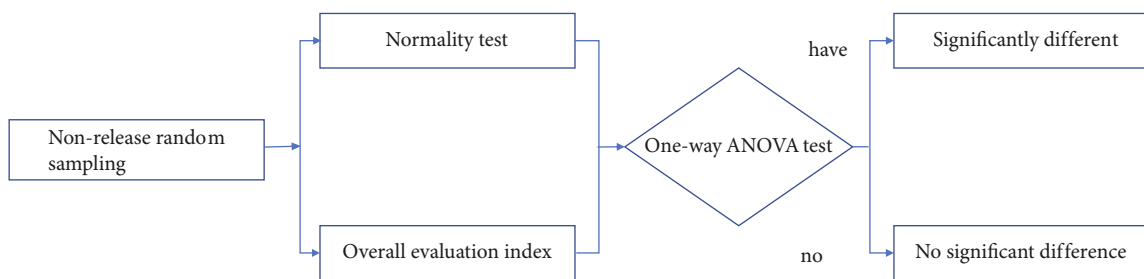 Non-release random
sampling
Normality test
Overall evaluation index
One-way ANOVA test
have
no
Significantly different
No significant difference